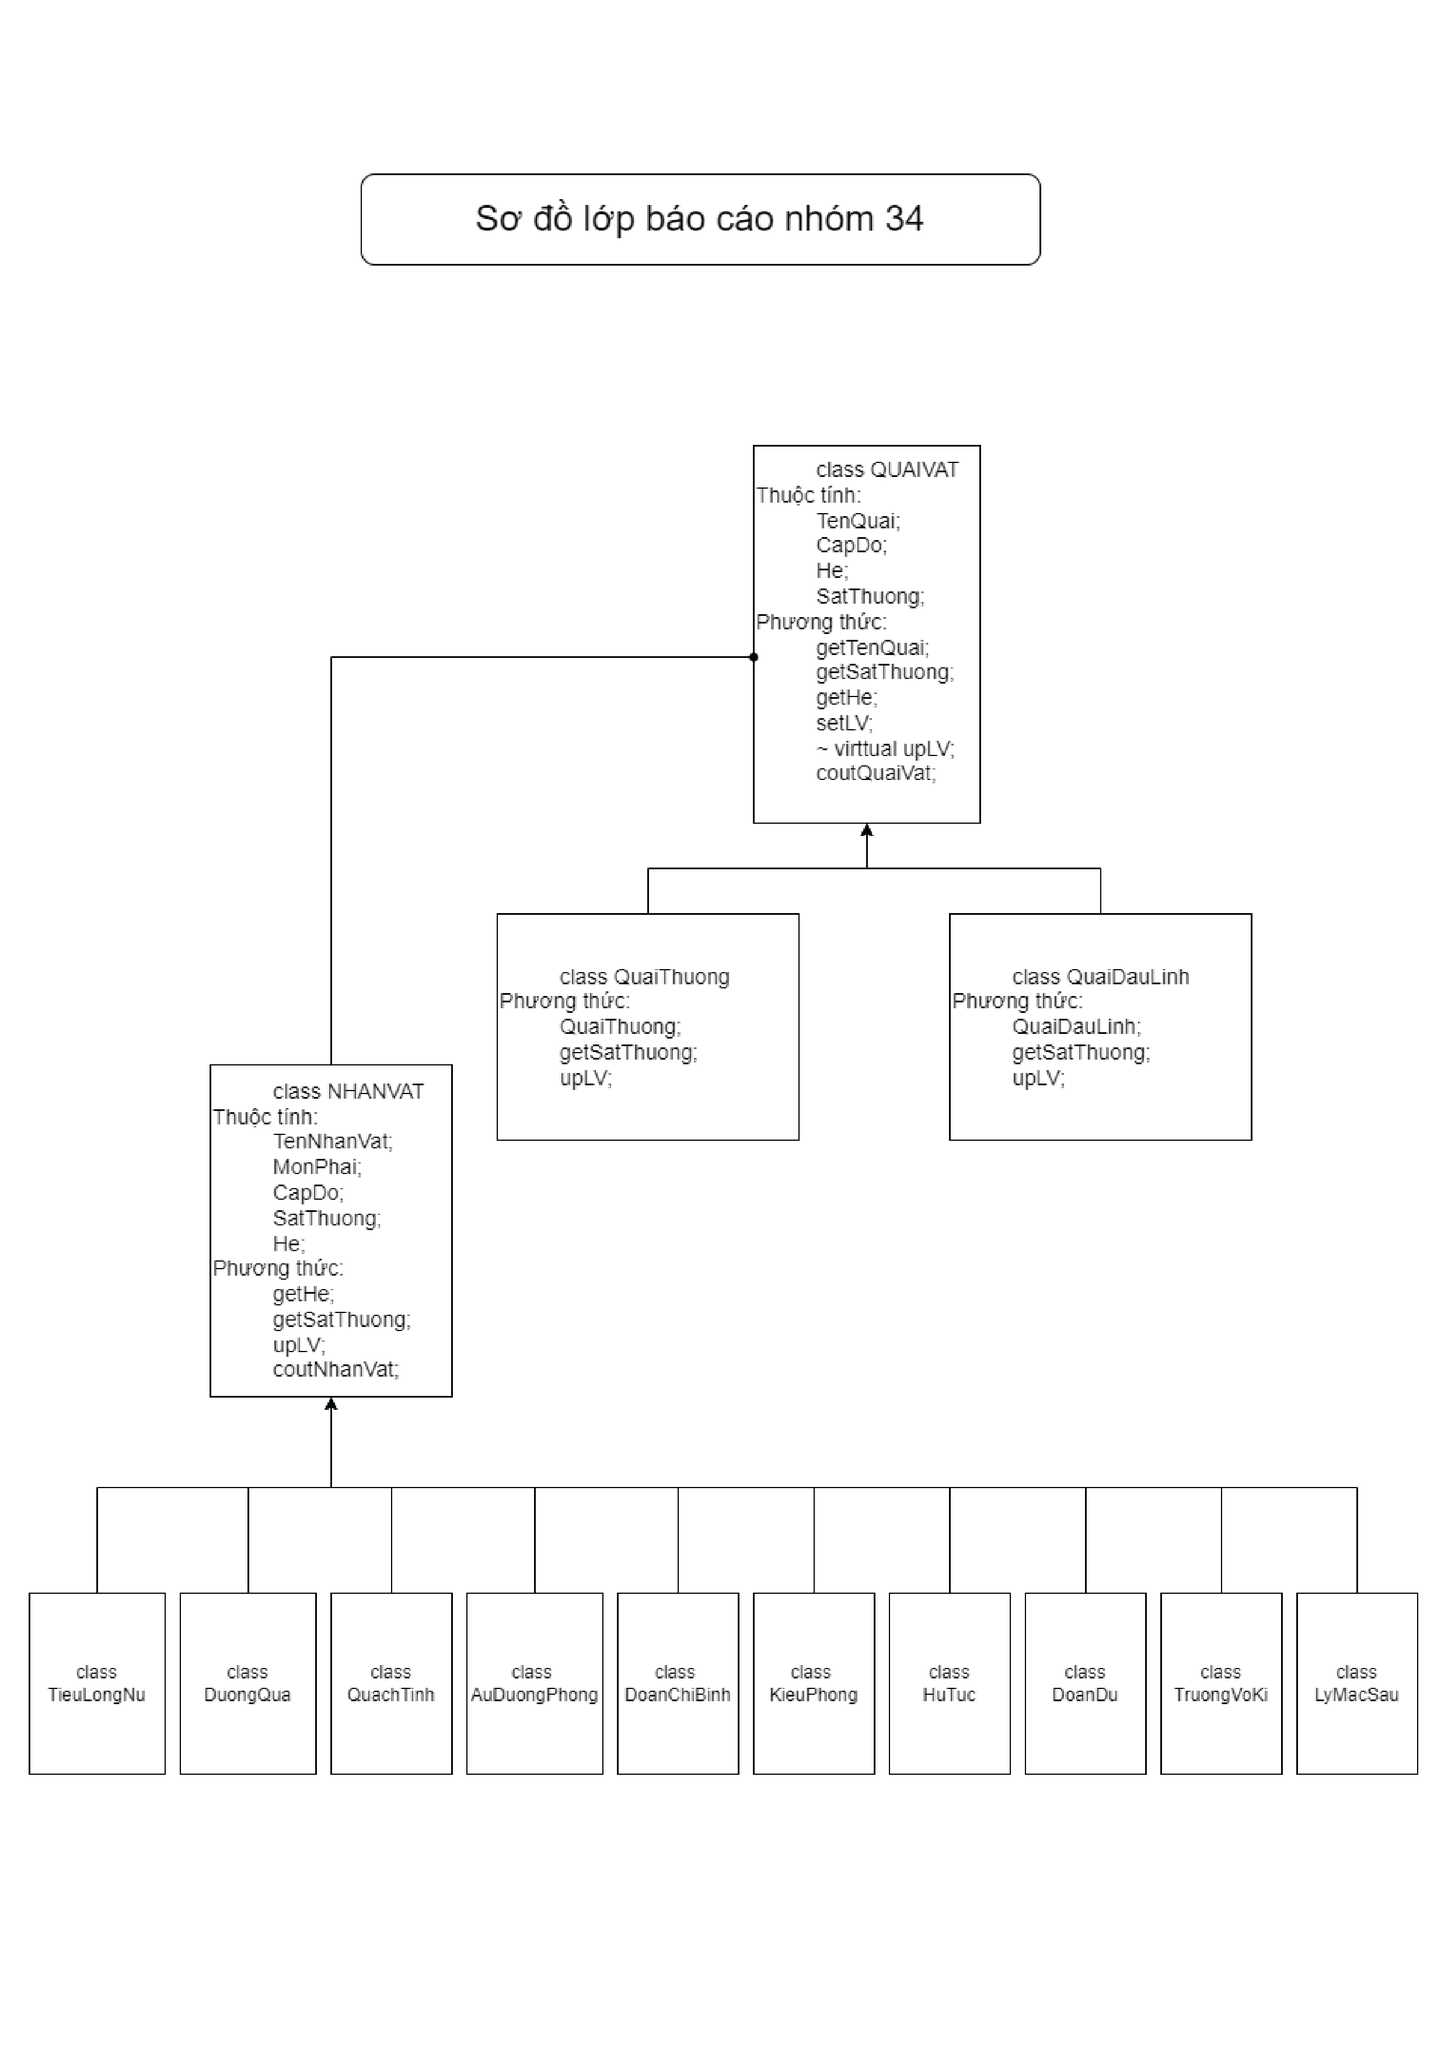 Sơ đồ lớp báo cáo nhóm 34
class QUAIVAT
Thuộc tính:
TenQuai;
CapDo;
He;
SatThuong;
Phương thức:
getTenQuai;
getSatThuong;
getHe;
setLV;
~ virttual upLV;
coutQuaiVat;
class QuaiThuong
Phương thức:
QuaiThuong;
getSatThuong;
upLV;
class QuaiDauLinh
Phương thức:
QuaiDauLinh;
getSatThuong;
upLV;
class NHANVAT
Thuộc tính:
TenNhanVat;
MonPhai;
CapDo;
SatThuong;
He;
Phương thức:
getHe;
getSatThuong;
upLV;
coutNhanVat;
class
TieuLongNu
class
DuongQua
class
QuachTinh
class
AuDuongPhong
class
DoanChiBinh
class
KieuPhong
class
HuTuc
class
DoanDu
class
TruongVoKi
class
LyMacSau